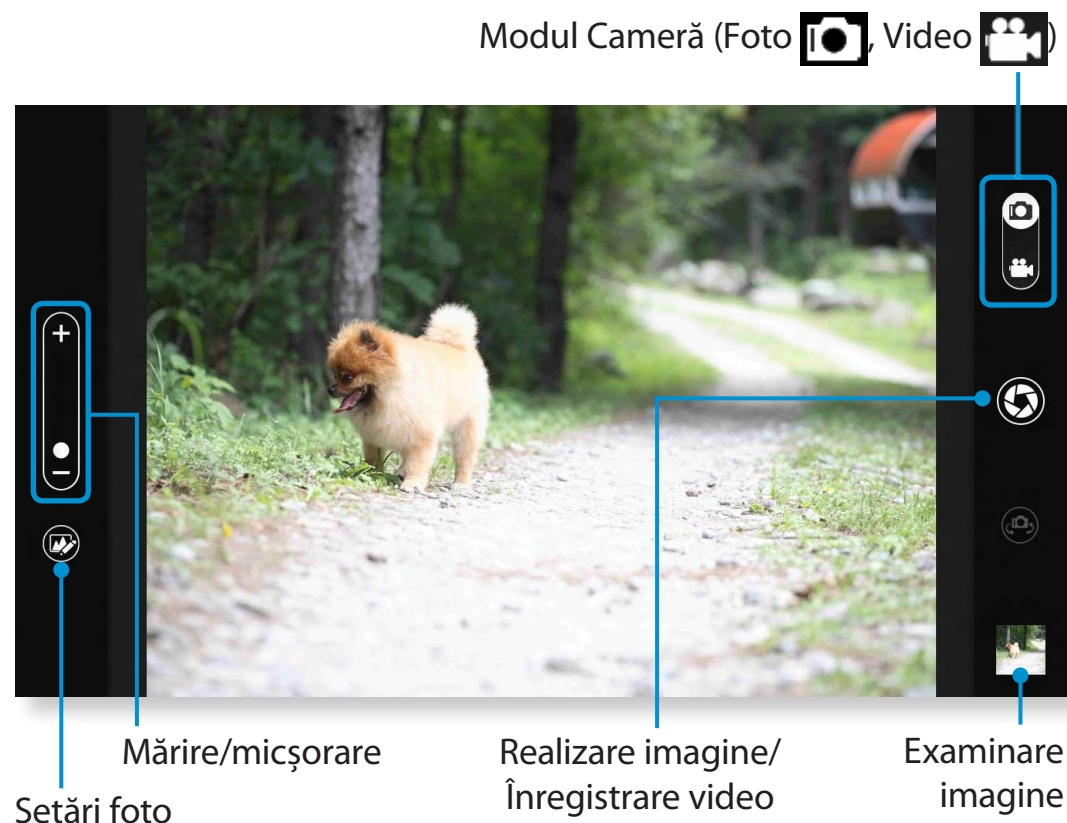 Modul Cameră (Foto , Video )
Mărire/micșorare
Setări foto
Realizare imagine/
Înregistrare video
Examinare
imagine